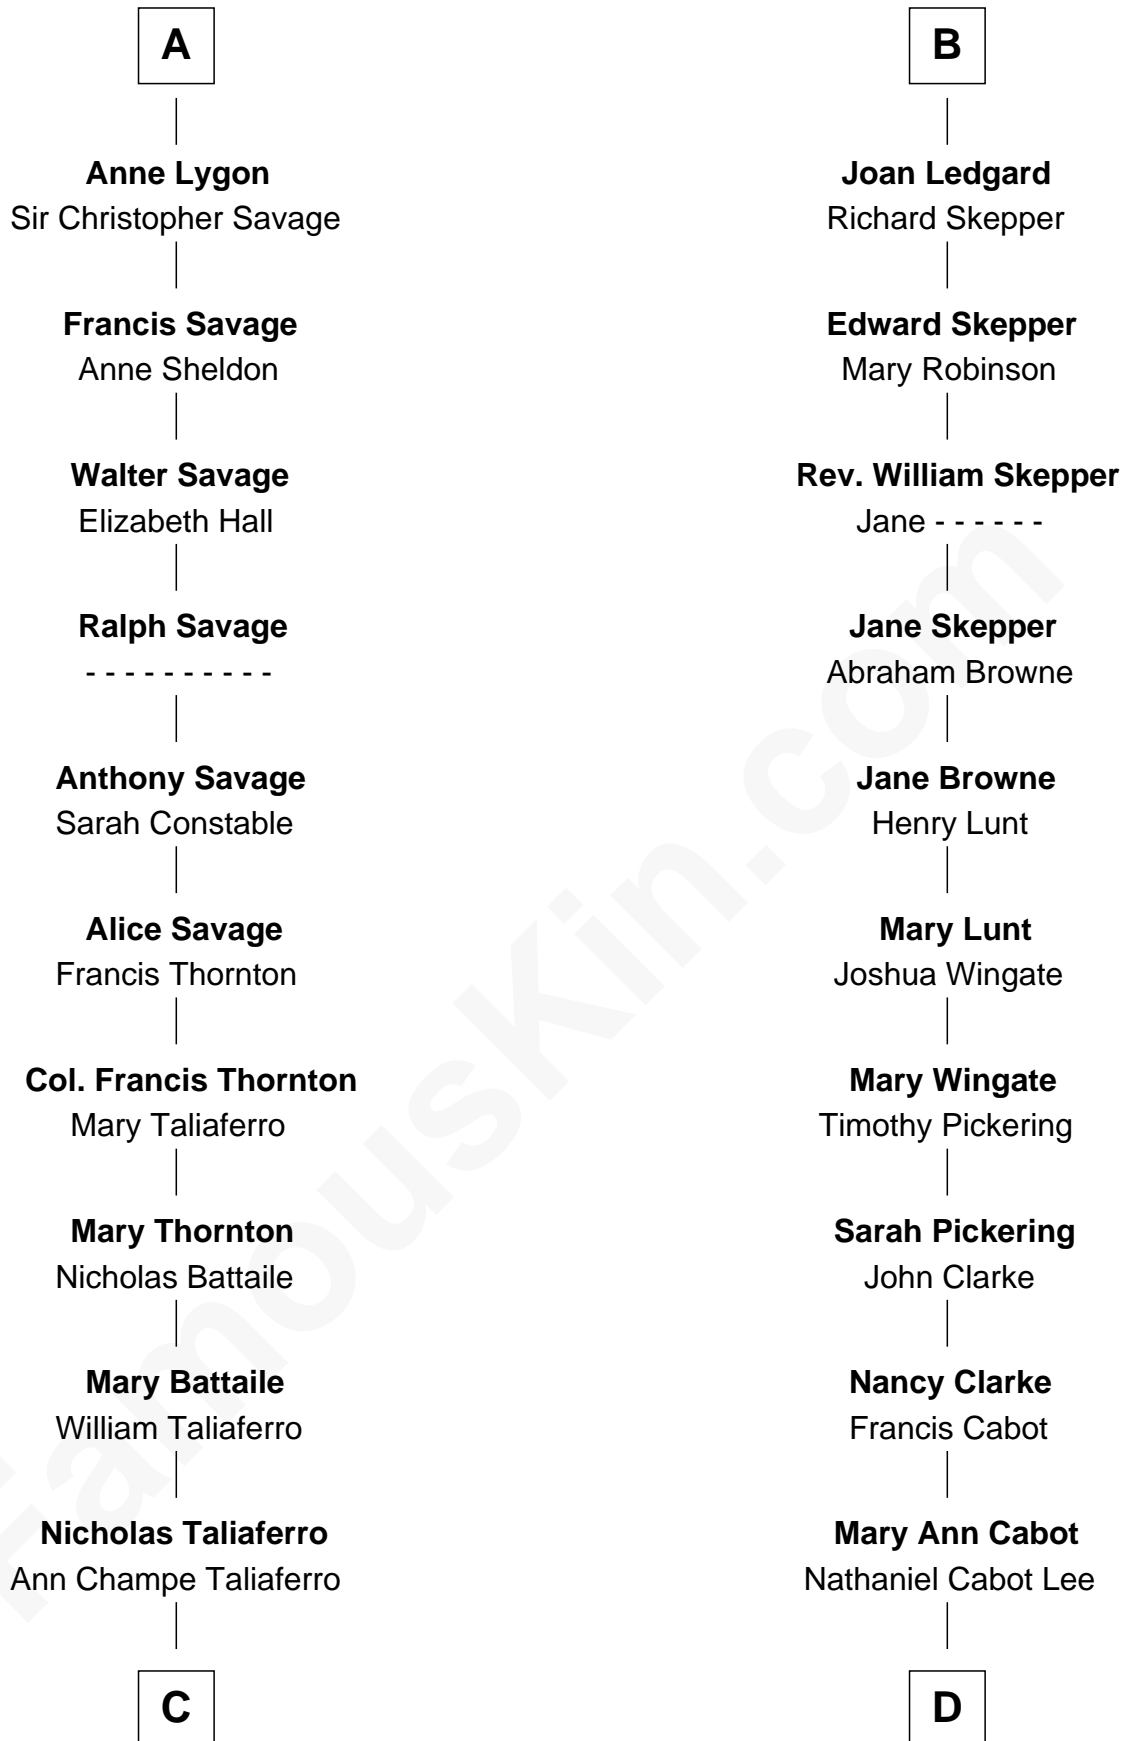 A
Anne Lygon
Sir Christopher Savage
Francis Savage
Anne Sheldon
Walter Savage
Elizabeth Hall
Ralph Savage
- - - - - - - - - -
Anthony Savage
Sarah Constable
Alice Savage
Francis Thornton
Col. Francis Thornton
Mary Taliaferro
Mary Thornton
Nicholas Battaile
Mary Battaile
William Taliaferro
Nicholas Taliaferro
Ann Champe Taliaferro
C
B
Joan Ledgard
Richard Skepper
Edward Skepper
Mary Robinson
Rev. William Skepper
Jane - - - - - -
Jane Skepper
Abraham Browne
Jane Browne
Henry Lunt
Mary Lunt
Joshua Wingate
Mary Wingate
Timothy Pickering
Sarah Pickering
John Clarke
Nancy Clarke
Francis Cabot
Mary Ann Cabot
Nathaniel Cabot Lee
D
FamousKin.com